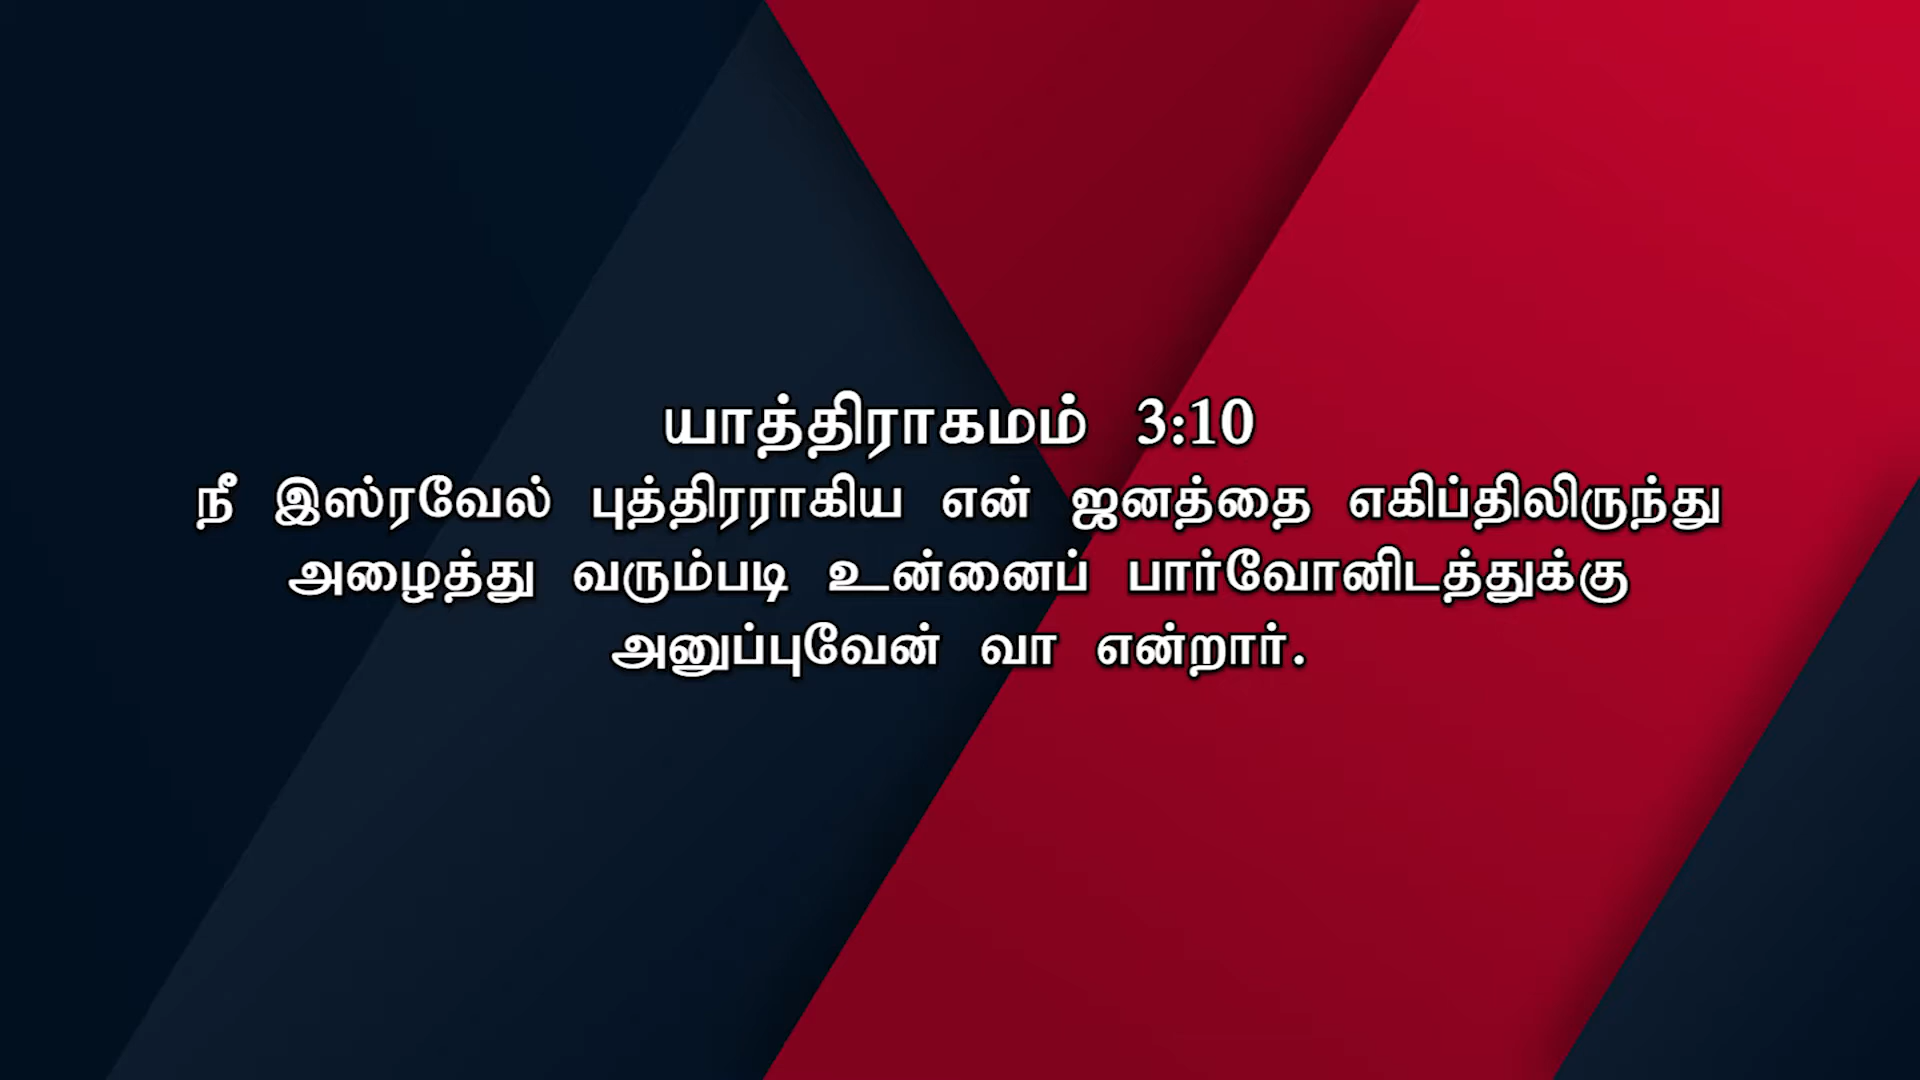 யாத்திராகமம் 3:10
நீ இஸ்ரவேல் புத்திரராகிய என் ஜனத்தை எகிப்திலிருந்து
அழைத்து வரும்படி உன்னைப் பார்வோனிடத்துக்கு
அனுப்புவேன் வா என்றார்.